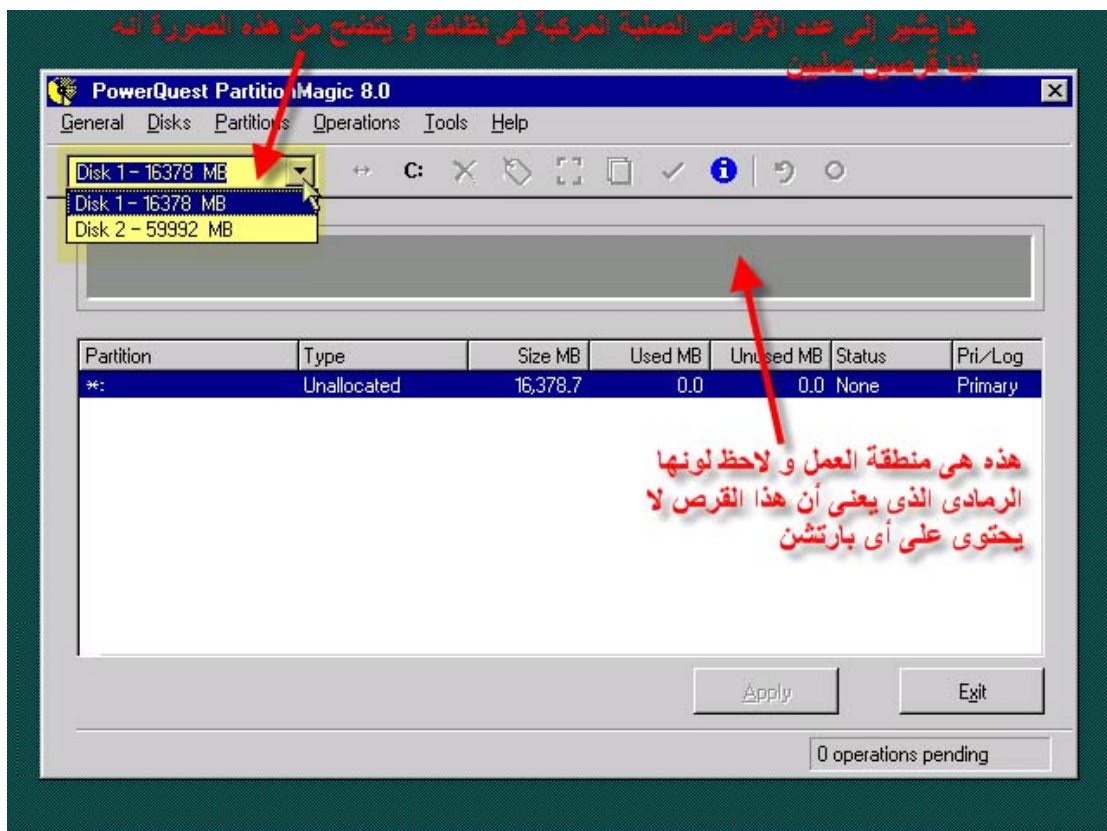 هنا يشير إلى عدد الأقراص الصلبة المركبة فى نظامك و يتضح من هذه الصورة أنه
لينا قرصين صلبين
PowerQuest PartitionMagic 8.0
General Disks Partitions Operations Tools Help
Disk 1 - 16378 MB C:
Disk 1 - 16378 MB
Disk 2 - 59992 MB
Partition Type Size MB Used MB Unused MB Status Pri/Log
*: Unallocated 16,378.7 0.0 0.0 None Primary
هذه هى منطقة العمل و لاحظ لونها
الرمادى الذى يعنى أن هذا القرص لا
يحتوى على أى بارتشن
Apply Exit
0 operations pending